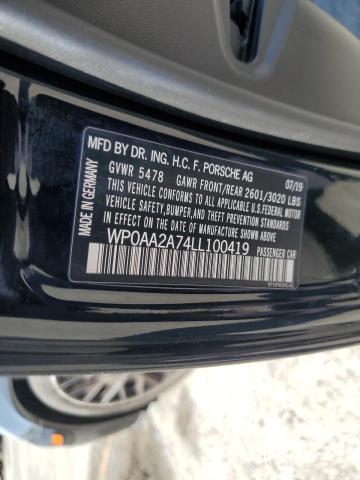 MFD BY DR. ING. H.C. F. PORSCHE AG 07/19
MADE IN GERMANY
GVWR 5478 GAWR FRONT/REAR 2601/3020 LBS
THIS VEHICLE CONFORMS TO ALL APPLICABLE U.S. FEDERAL MOTOR
VEHICLE SAFETY, BUMPER, AND THEFT PREVENTION
STANDARDS IN EFFECT ON THE DATE OF MANUFACTURE SHOWN ABOVE
WP0AA2A74LL100419
PASSENGER CAR